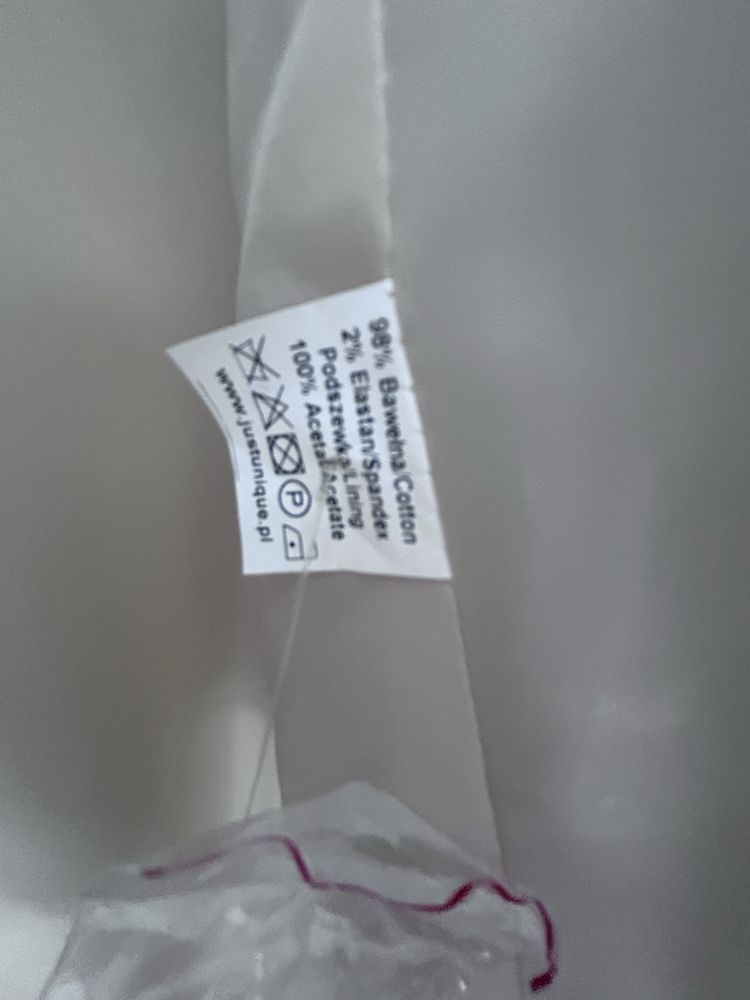 98% Bawełna/Cotton
2% Elastan/Spandex
Podszewka/Lining
100% Acetat/Acetate
P
www.justunique.pl